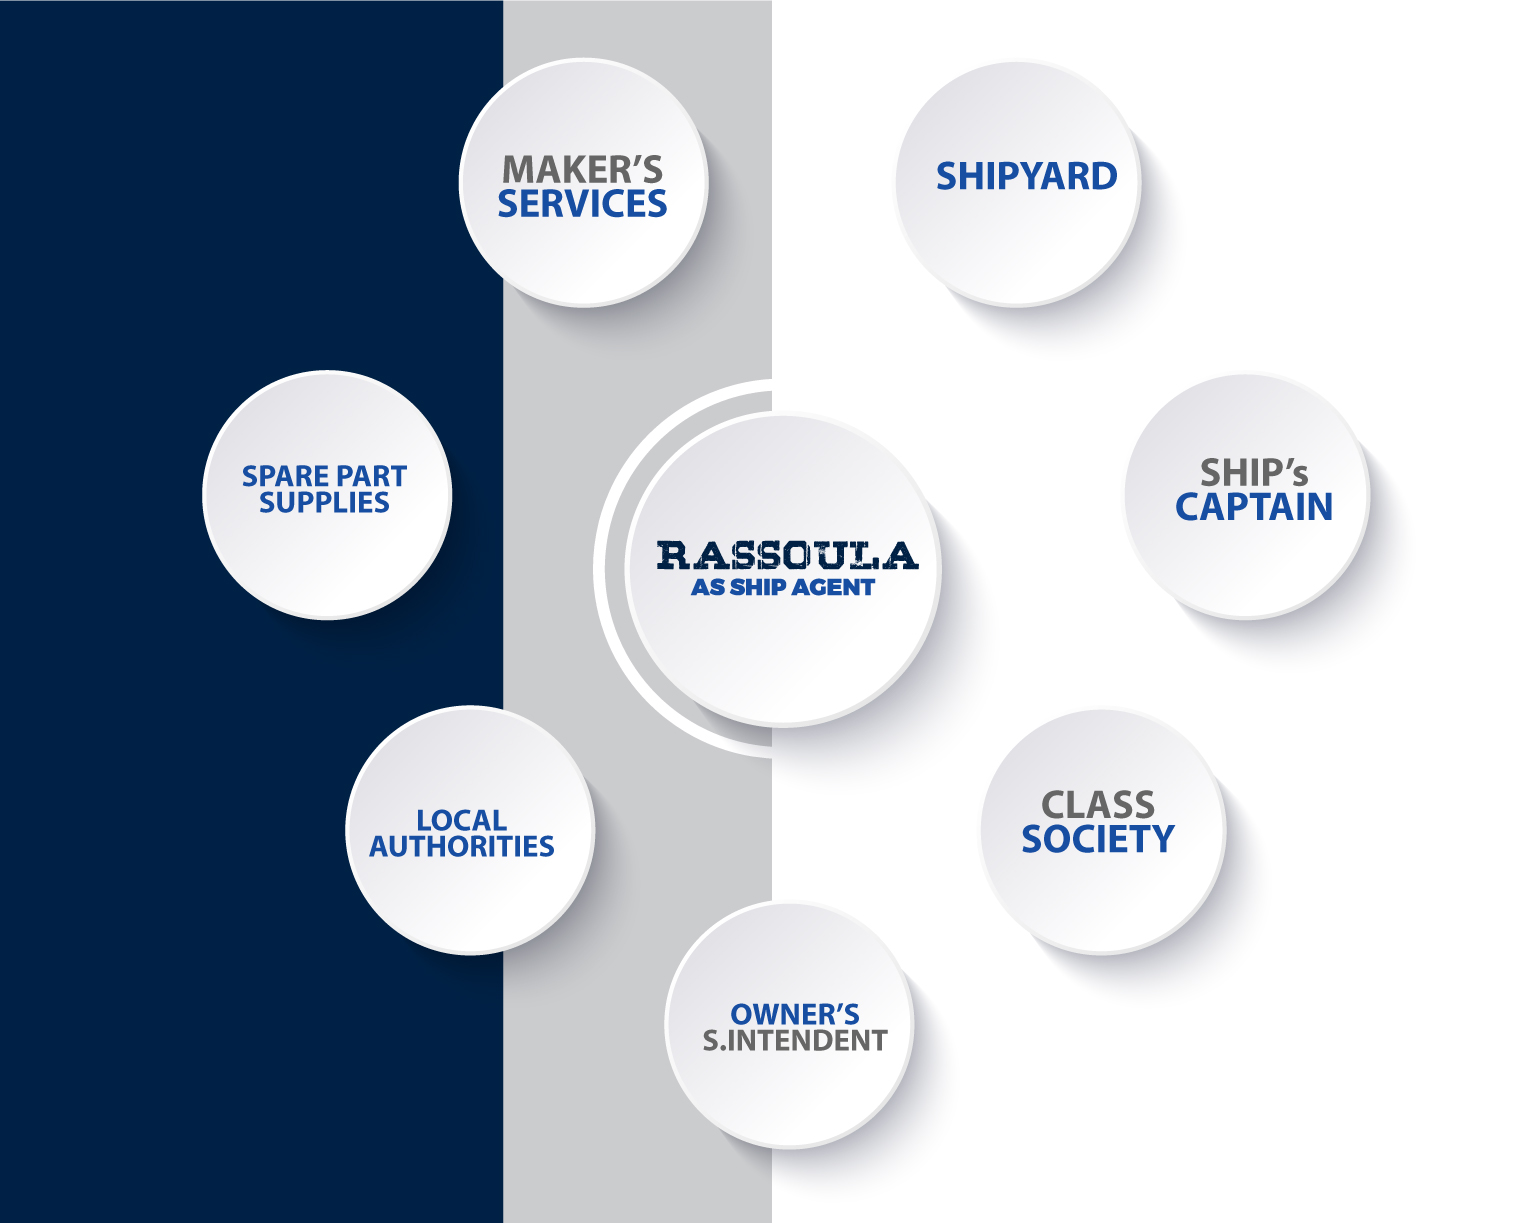 MAKER’S
SERVICES
SHIPYARD
SPARE PART
SUPPLIES
SHIP’s
CAPTAIN
RASSOULA
AS SHIP AGENT
LOCAL
AUTHORITIES
CLASS
SOCIETY
OWNER’S
S.INTENDENT